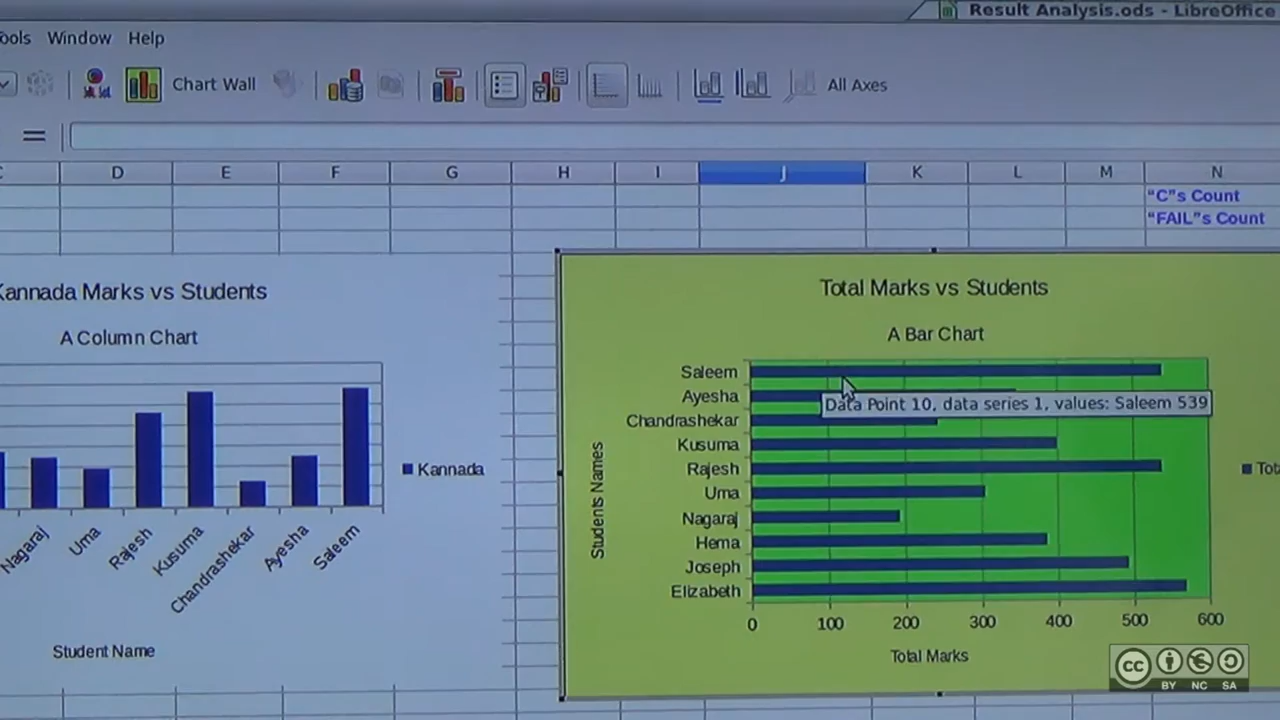 Result Analysis.ods - LibreOffice
Tools Window Help
Chart Wall
All Axes
=
C D E F G H I J K L M N
"C"s Count
"FAIL"s Count
Kannada Marks vs Students
A Column Chart
Kannada
Nagaraj
Uma
Rajesh
Kusuma
Chandrashekar
Ayesha
Saleem
Student Name
Total Marks vs Students
A Bar Chart
Students Names
Saleem
Ayesha
Data Point 10, data series 1, values: Saleem 539
Chandrashekar
Kusuma
Rajesh
Tota
Uma
Nagaraj
Hema
Joseph
Elizabeth
0 100 200 300 400 500 600
Total Marks
cc
BY NC SA